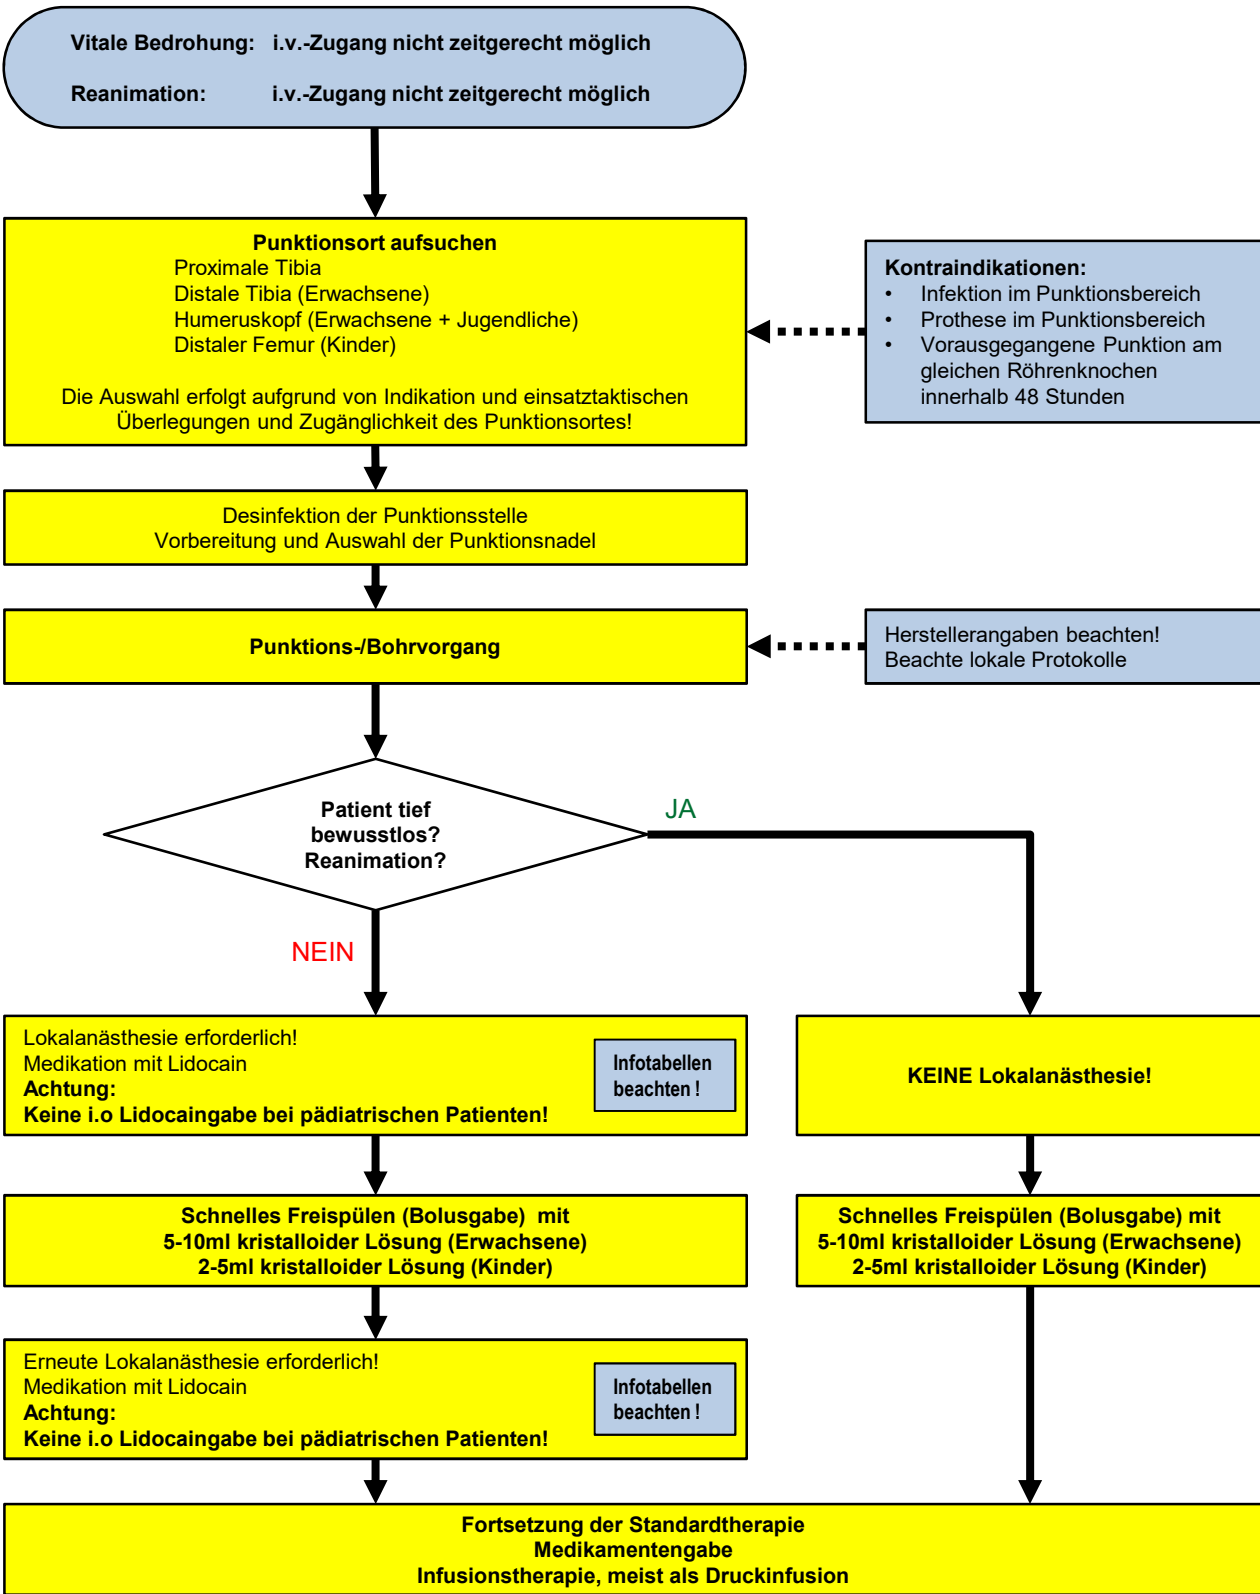 Vitale Bedrohung: i.v.-Zugang nicht zeitgerecht möglich
Reanimation: i.v.-Zugang nicht zeitgerecht möglich
Punktionsort aufsuchen
Proximale Tibia
Distale Tibia (Erwachsene)
Humeruskopf (Erwachsene + Jugendliche)
Distaler Femur (Kinder)
Die Auswahl erfolgt aufgrund von Indikation und einsatztaktischen
Überlegungen und Zugänglichkeit des Punktionsortes!
Kontraindikationen:
• Infektion im Punktionsbereich
• Prothese im Punktionsbereich
• Vorausgegangene Punktion am
gleichen Röhrenknochen
innerhalb 48 Stunden
Desinfektion der Punktionsstelle
Vorbereitung und Auswahl der Punktionsnadel
Punktions-/Bohrvorgang
Herstellerangaben beachten!
Beachte lokale Protokolle
Patient tief
bewusstlos?
Reanimation?
JA
NEIN
Lokalanästhesie erforderlich!
Medikation mit Lidocain
Achtung:
Keine i.o Lidocaingabe bei pädiatrischen Patienten!
Infotabellen
beachten !
KEINE Lokalanästhesie!
Schnelles Freispülen (Bolusgabe) mit
5-10ml kristalloider Lösung (Erwachsene)
2-5ml kristalloider Lösung (Kinder)
Schnelles Freispülen (Bolusgabe) mit
5-10ml kristalloider Lösung (Erwachsene)
2-5ml kristalloider Lösung (Kinder)
Erneute Lokalanästhesie erforderlich!
Medikation mit Lidocain
Achtung:
Keine i.o Lidocaingabe bei pädiatrischen Patienten!
Infotabellen
beachten !
Fortsetzung der Standardtherapie
Medikamentengabe
Infusionstherapie, meist als Druckinfusion